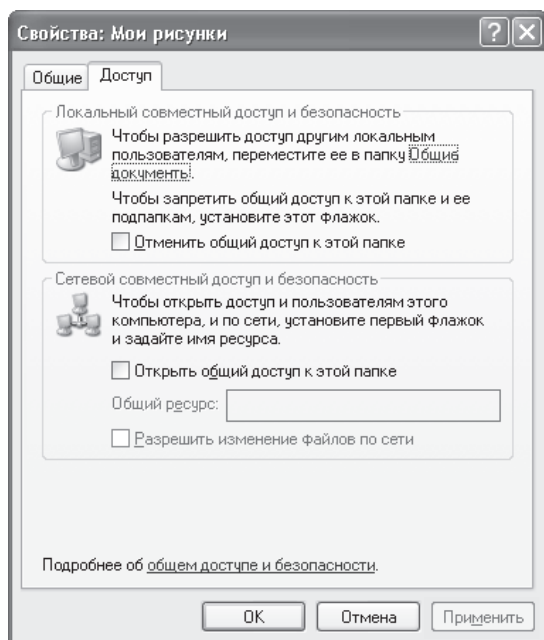 Свойства: Мои рисунки
Общие Доступ
Локальный совместный доступ и безопасность
Чтобы разрешить доступ другим локальным
пользователям, переместите ее в папку Общие
документы.
Чтобы запретить общий доступ к этой папке и ее
подпапкам, установите этот флажок.
Отменить общий доступ к этой папке
Сетевой совместный доступ и безопасность
Чтобы открыть доступ и пользователям этого
компьютера, и по сети, установите первый флажок
и задайте имя ресурса.
Открыть общий доступ к этой папке
Общий ресурс:
Разрешить изменение файлов по сети
Подробнее об общем доступе и безопасности.
OK Отмена Применить